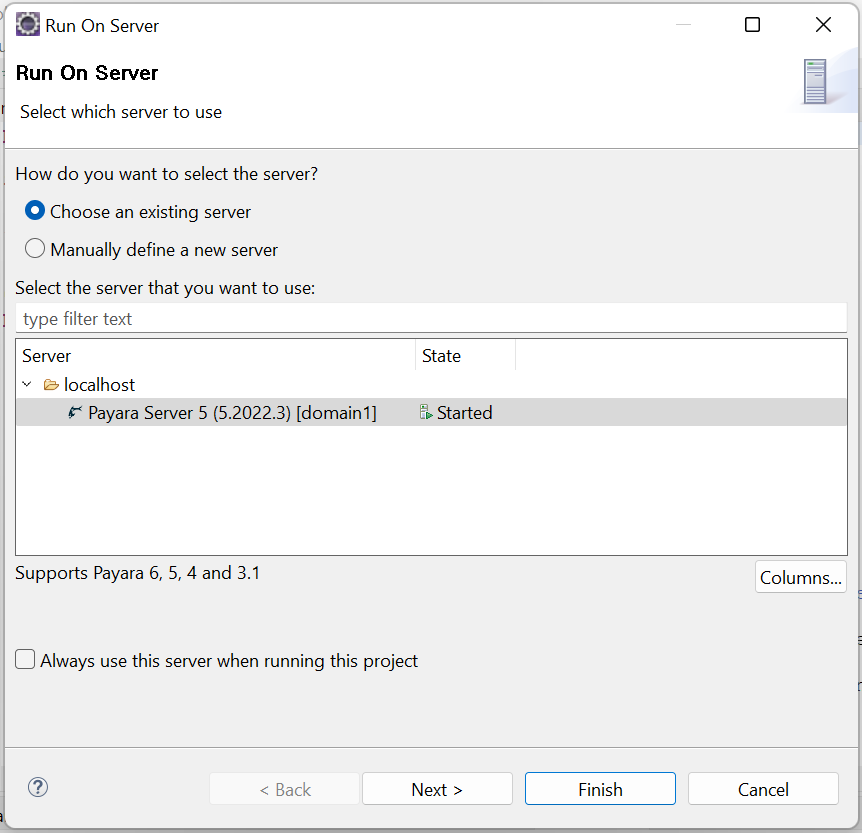 Run On Server
Run On Server
Select which server to use
How do you want to select the server?
Choose an existing server
Manually define a new server
Select the server that you want to use:
type filter text
Server State
localhost
Payara Server 5 (5.2022.3) [domain1] Started
Supports Payara 6, 5, 4 and 3.1
Columns...
Always use this server when running this project
< Back Next > Finish Cancel